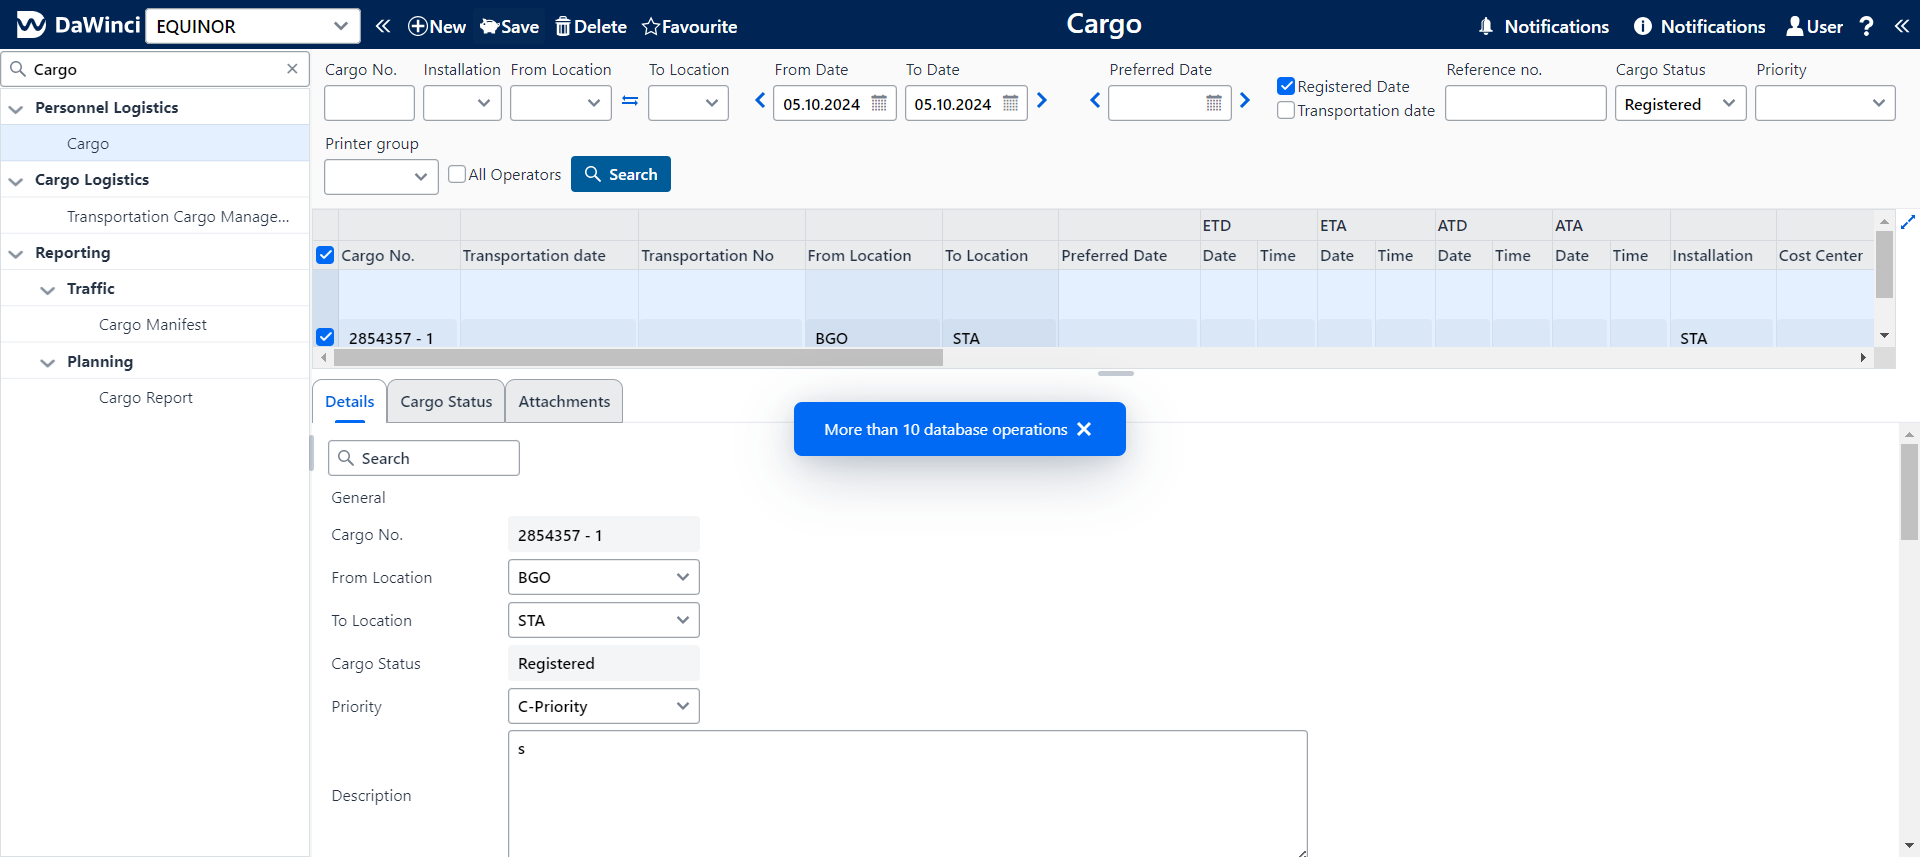 DaWinci EQUINOR New Save Delete Favourite Cargo Notifications Notifications User ?
Cargo
Personnel Logistics
Cargo
Cargo Logistics
Transportation Cargo Manage...
Reporting
Traffic
Cargo Manifest
Planning
Cargo Report
Cargo No. Installation From Location To Location From Date To Date Preferred Date Reference no. Cargo Status Priority
05.10.2024 05.10.2024 Registered Date Registered
Transportation date
Printer group
All Operators Search
ETD ETA ATD ATA
Cargo No. Transportation date Transportation No From Location To Location Preferred Date Date Time Date Time Date Time Date Time Installation Cost Center
2854357 - 1 BGO STA STA
Details Cargo Status Attachments
More than 10 database operations
Search
General
Cargo No. 2854357 - 1
From Location BGO
To Location STA
Cargo Status Registered
Priority C-Priority
s
Description